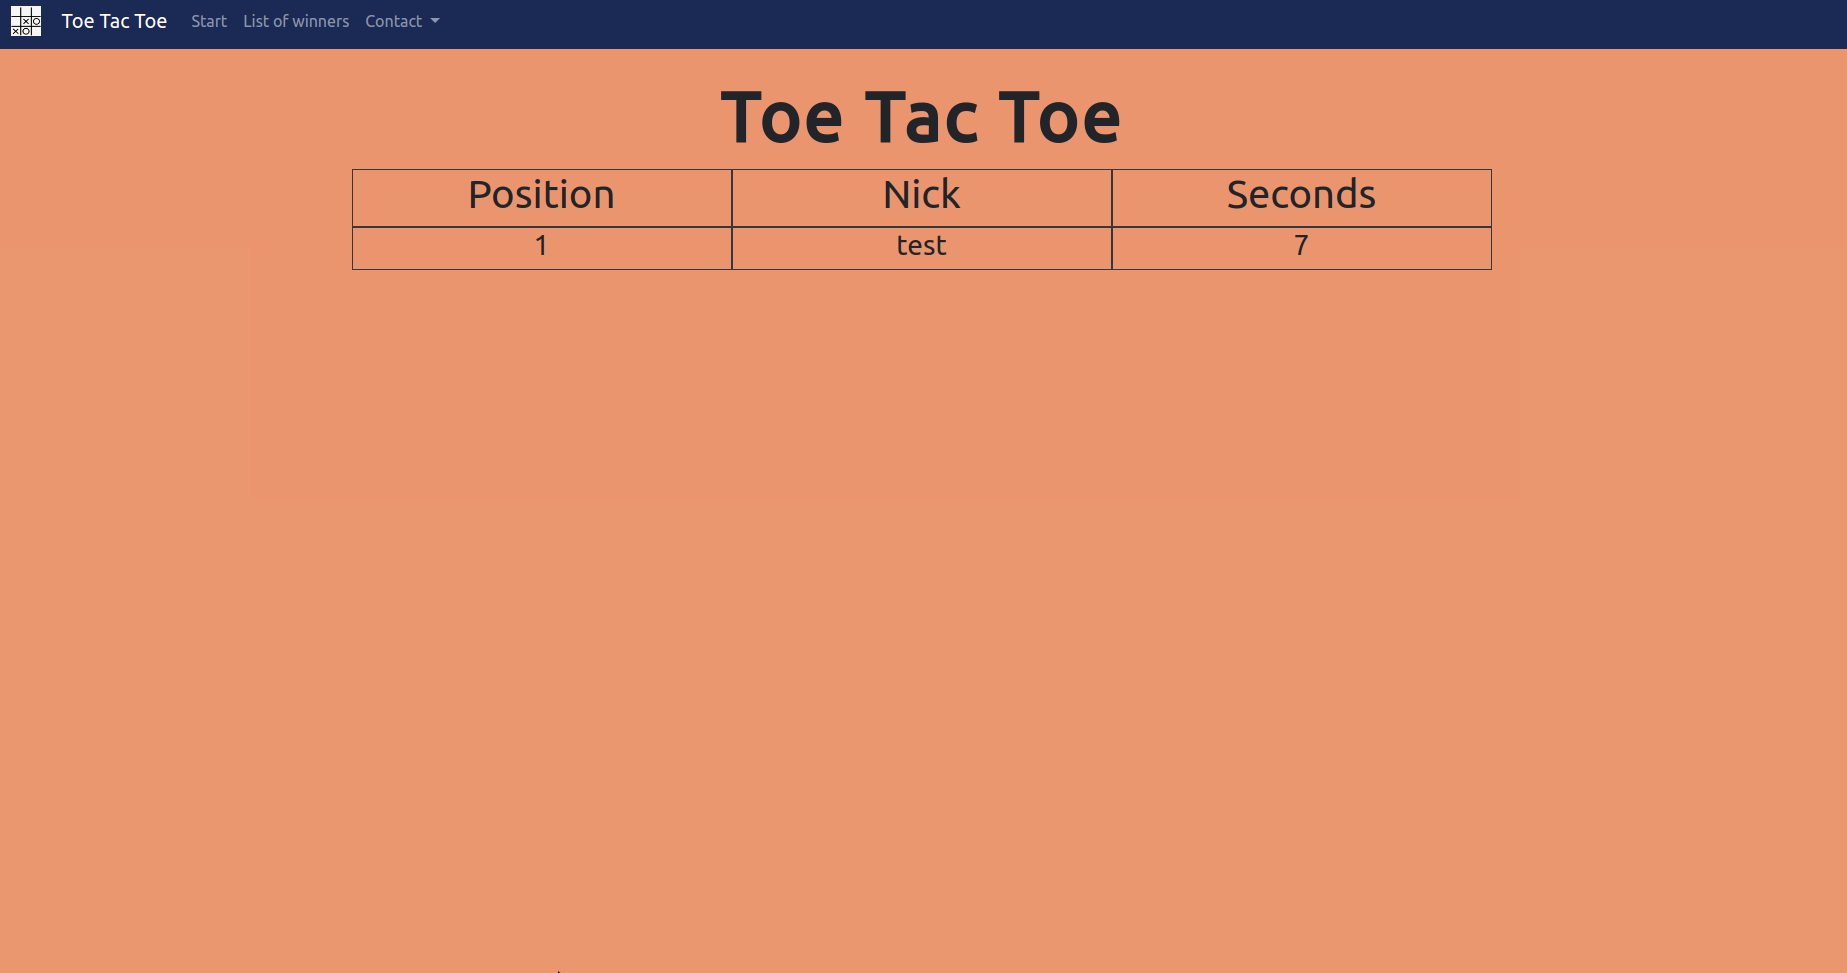 Toe Tac Toe Start List of winners Contact
Toe Tac Toe
Position Nick Seconds
1 test 7